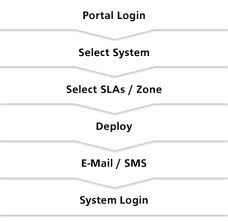 Portal Login
Select System
Select SLAs / Zone
Deploy
E-Mail / SMS
System Login